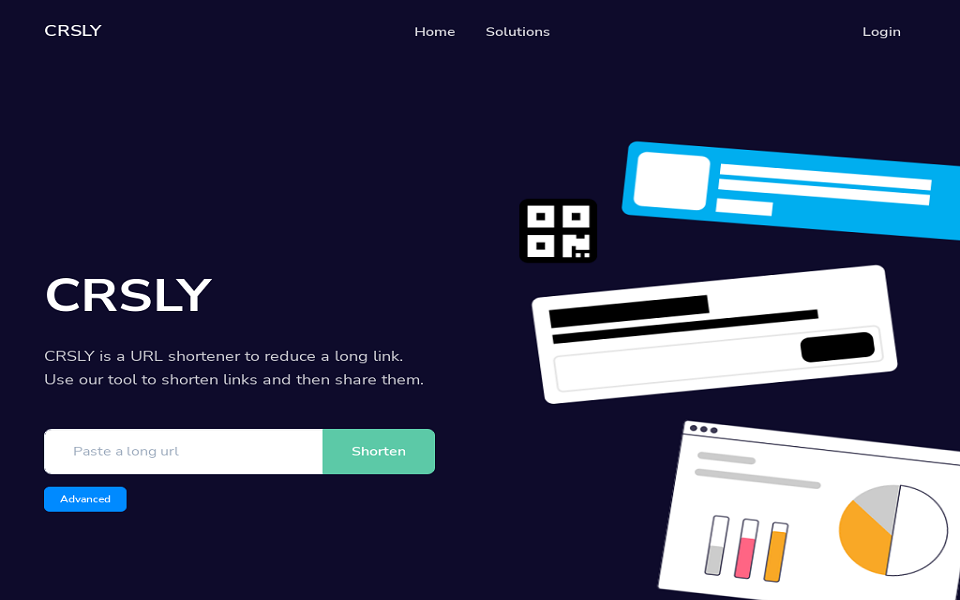 CRSLY
Home
Solutions
Login
CRSLY
CRSLY is a URL shortener to reduce a long link.
Use our tool to shorten links and then share them.
Paste a long url
Shorten
Advanced